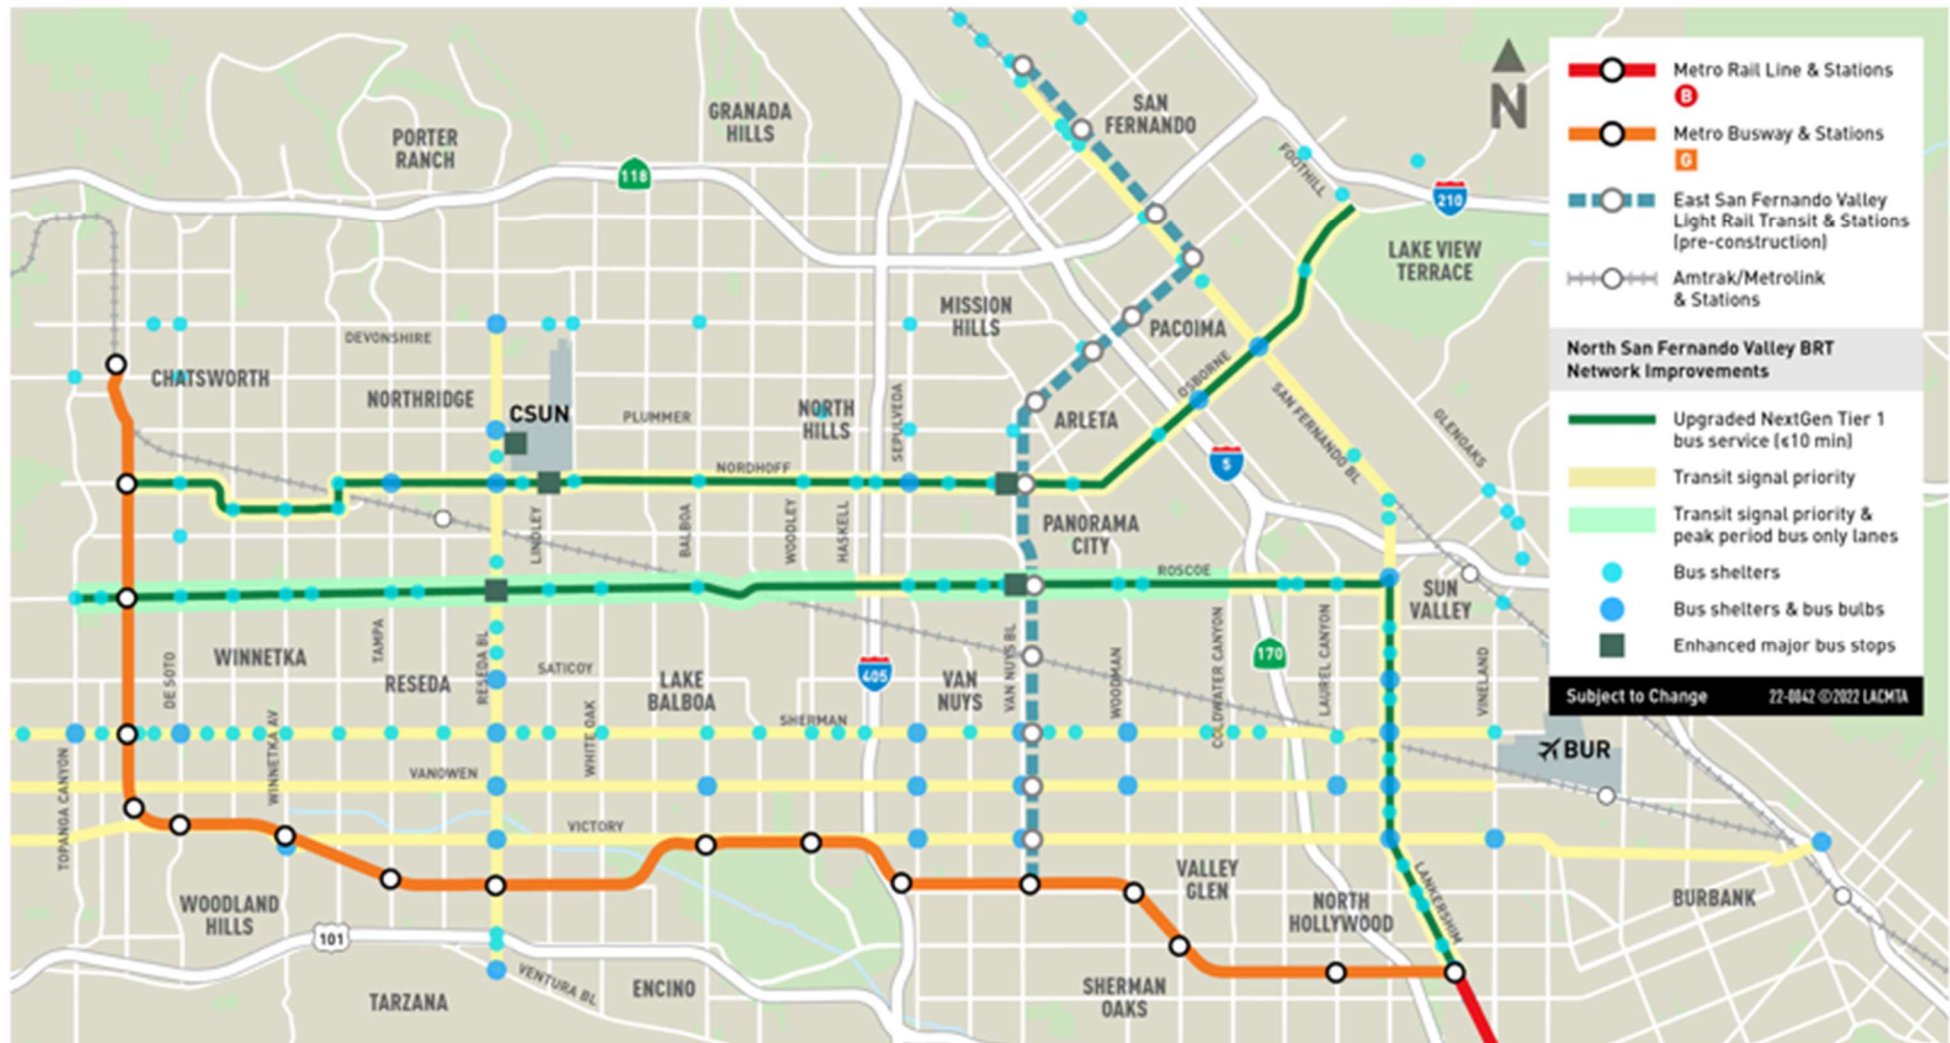 GRANADA
HILLS
PORTER
RANCH
118
SAN
FERNANDO
FOOTHILL
210
LAKE VIEW
TERRACE
N
MISSION
HILLS
PACOIMA
DEVONSHIRE
CHATSWORTH
NORTHRIDGE
CSUN
PLUMMER
NORTH
HILLS
SEPULVEDA
ARLETA
OSBORNE
SAN FERNANDO BL
GLENOAKS
5
NORDHOFF
LINDLEY
BALBOA
WOODLEY
HASKELL
PANORAMA
CITY
ROSCOE
SUN
VALLEY
WINNETKA
DE SOTO
TAMPA
RESEDA
RESEDA BL
SATICOY
LAKE
BALBOA
405
VAN
NUYS
VAN NUYS BL
WOODMAN
COLDWATER CANYON
170
LAUREL CANYON
VINELAND
SHERMAN
WHITE OAK
WINNETKA AV
TOPANGA CANYON
VANOWEN
VICTORY
BUR
WOODLAND
HILLS
101
TARZANA
VENTURA BL
ENCINO
VALLEY
GLEN
NORTH
HOLLYWOOD
LANKERSHIM
SHERMAN
OAKS
BURBANK
Metro Rail Line & Stations
B
Metro Busway & Stations
G
East San Fernando Valley
Light Rail Transit & Stations
(pre-construction)
Amtrak/Metrolink
& Stations
North San Fernando Valley BRT
Network Improvements
Upgraded NextGen Tier 1
bus service (≤10 min)
Transit signal priority
Transit signal priority &
peak period bus only lanes
Bus shelters
Bus shelters & bus bulbs
Enhanced major bus stops
Subject to Change
22-0042 ©2022 LACMTA